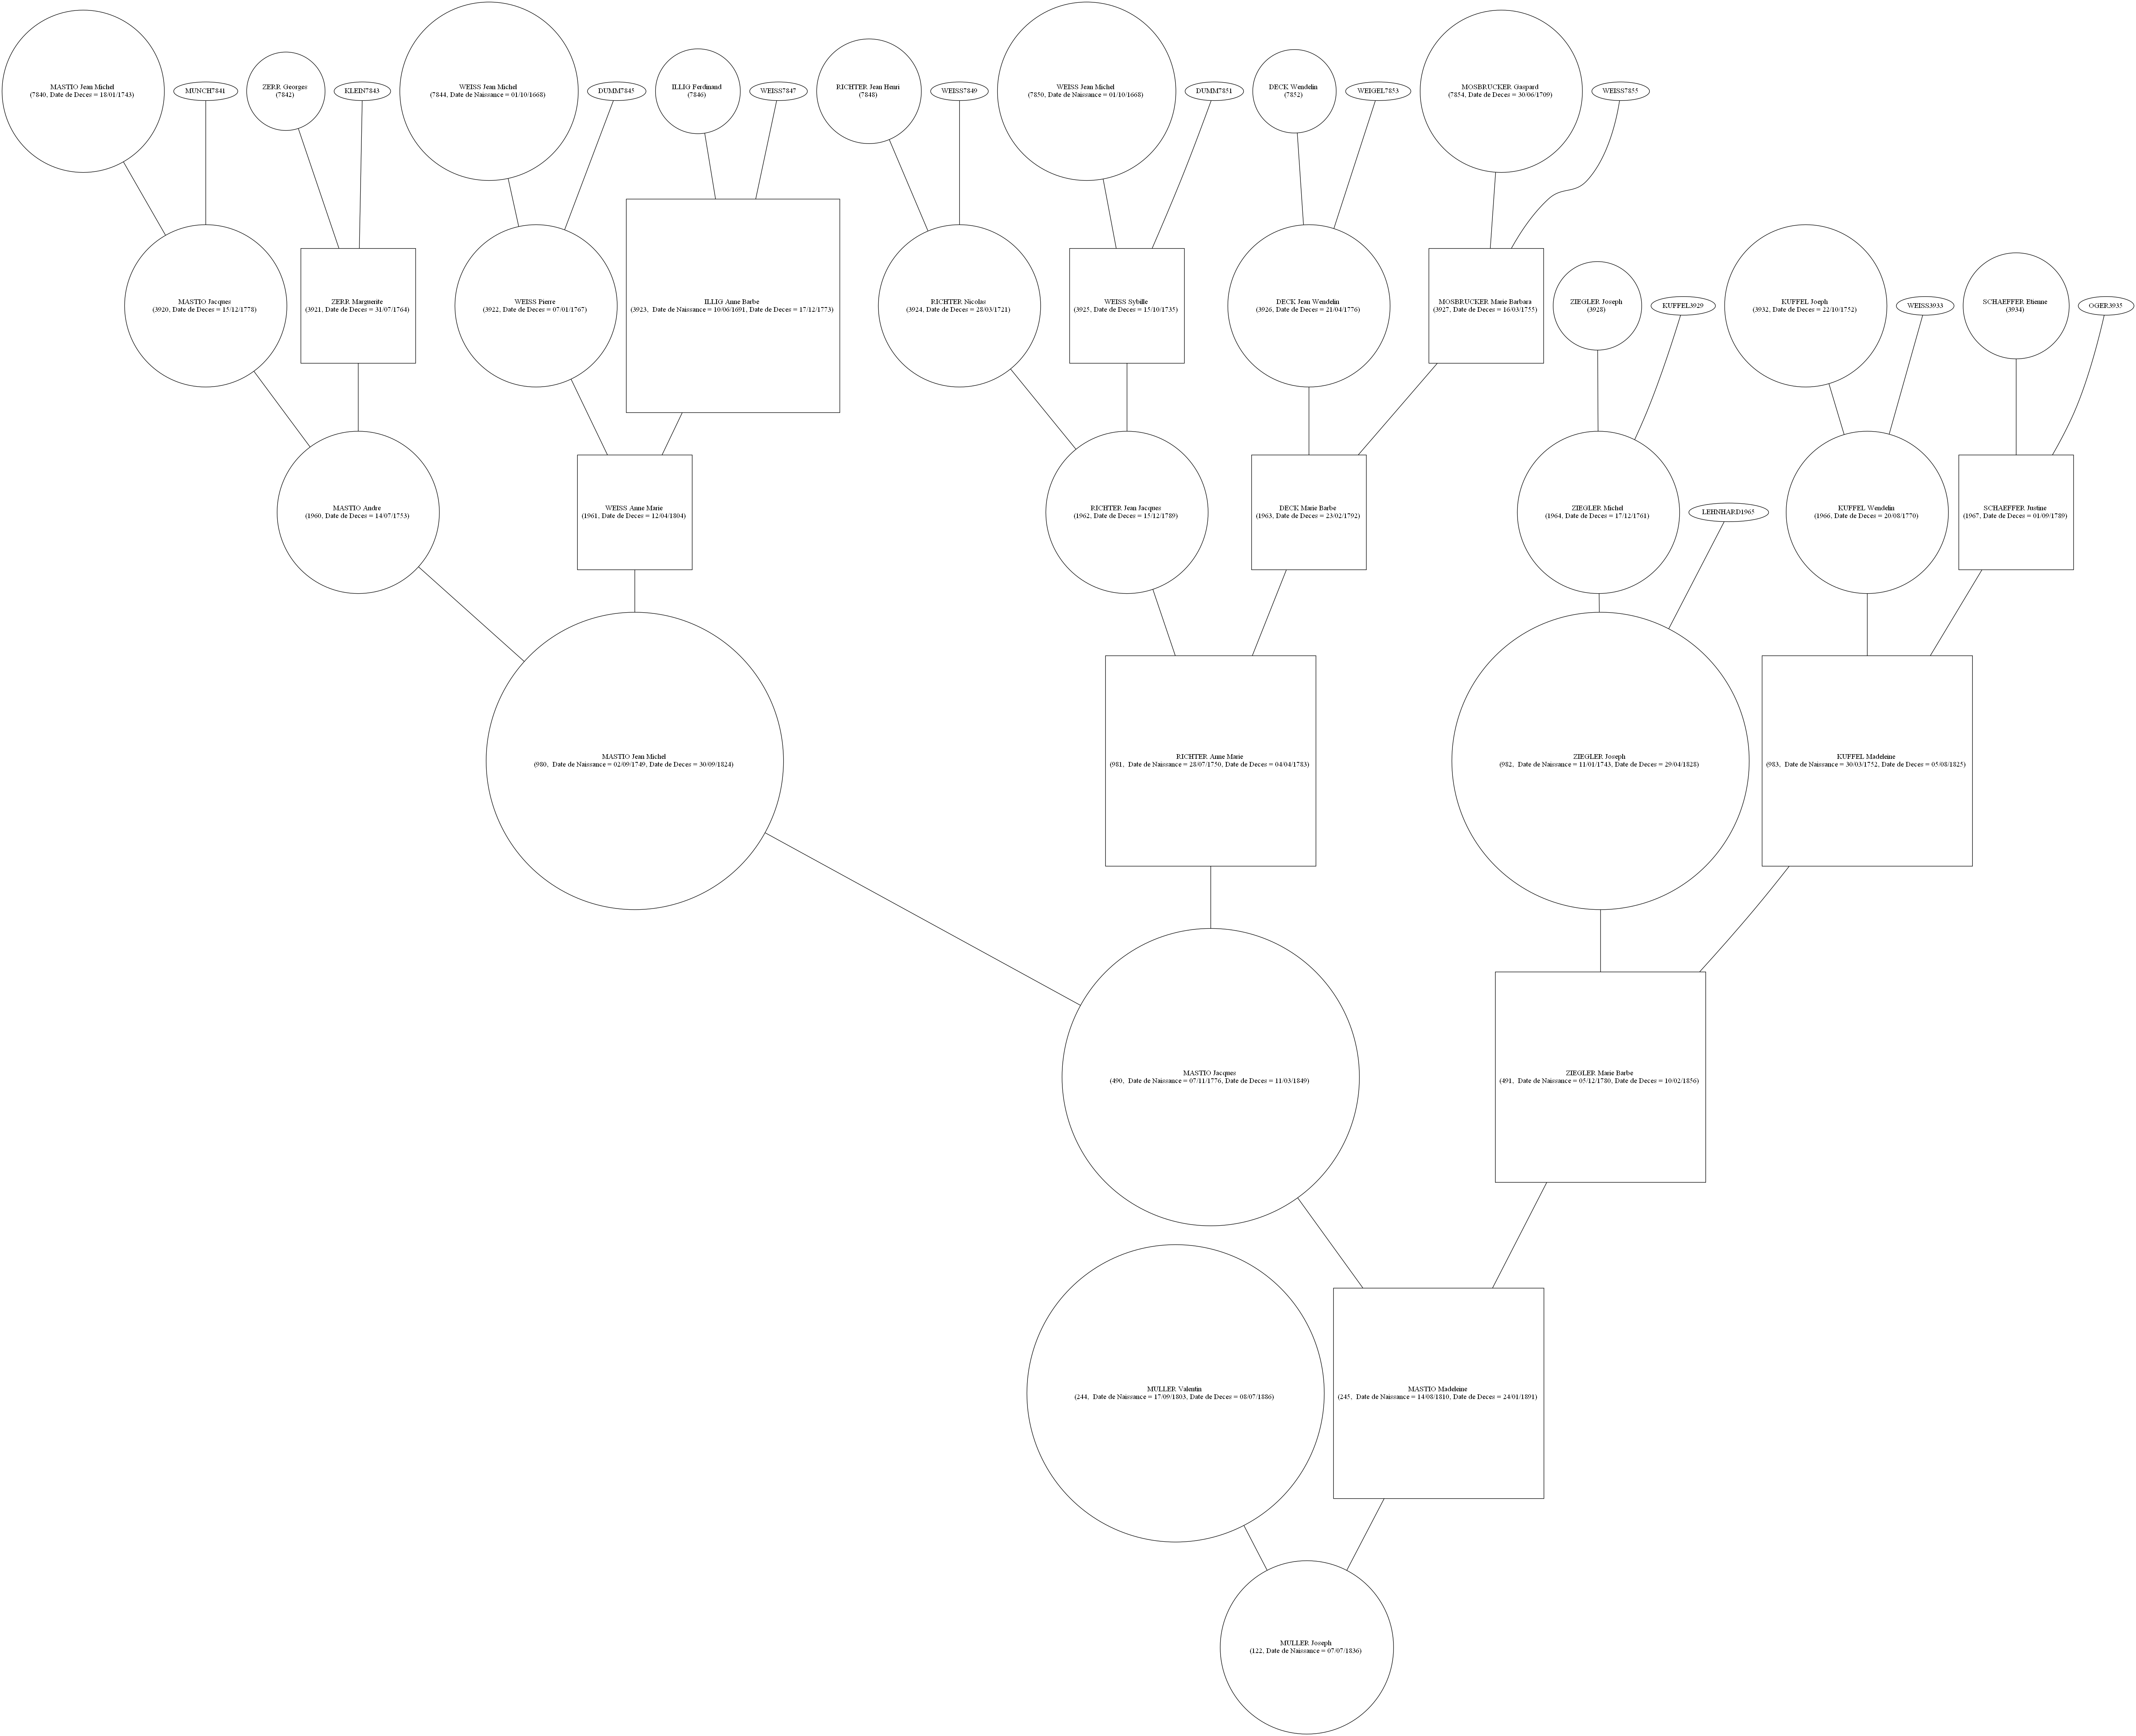 MASTIO Jean Michel
(7840, Date de Deces = 18/01/1743)
MUNCH7841
ZERR Georges
(7842)
KLEIN7843
WEISS Jean Michel
(7844, Date de Naissance = 01/10/1668)
DUMM7845
ILLIG Ferdinand
(7846)
WEISS7847
RICHTER Jean Henri
(7848)
WEISS7849
WEISS Jean Michel
(7850, Date de Naissance = 01/10/1668)
DUMM7851
DECK Wendelin
(7852)
WEIGEL7853
MOSBRUCKER Gaspard
(7854, Date de Deces = 30/06/1709)
WEISS7855
MASTIO Jacques
(3920, Date de Deces = 15/12/1778)
ZERR Marguerite
(3921, Date de Deces = 31/07/1764)
WEISS Pierre
(3922, Date de Deces = 07/01/1767)
ILLIG Anne Barbe
(3923,  Date de Naissance = 10/06/1691, Date de Deces = 17/12/1773)
RICHTER Nicolas
(3924, Date de Deces = 28/03/1721)
WEISS Sybille
(3925, Date de Deces = 15/10/1735)
DECK Jean Wendelin
(3926, Date de Deces = 21/04/1776)
MOSBRUCKER Marie Barbara
(3927, Date de Deces = 16/03/1755)
ZIEGLER Joseph
(3928)
KUFFEL3929
KUFFEL Joeph
(3932, Date de Deces = 22/10/1752)
WEISS3933
SCHAEFFER Etienne
(3934)
OGER3935
MASTIO Andre
(1960, Date de Deces = 14/07/1753)
WEISS Anne Marie
(1961, Date de Deces = 12/04/1804)
RICHTER Jean Jacques
(1962, Date de Deces = 15/12/1789)
DECK Marie Barbe
(1963, Date de Deces = 23/02/1792)
ZIEGLER Michel
(1964, Date de Deces = 17/12/1761)
LEHNHARD1965
KUFFEL Wendelin
(1966, Date de Deces = 20/08/1770)
SCHAEFFER Justine
(1967, Date de Deces = 01/09/1789)
MASTIO Jean Michel
(980,  Date de Naissance = 02/09/1749, Date de Deces = 30/09/1824)
RICHTER Anne Marie
(981,  Date de Naissance = 28/07/1750, Date de Deces = 04/04/1783)
ZIEGLER Joseph
(982,  Date de Naissance = 11/01/1743, Date de Deces = 29/04/1828)
KUFFEL Madeleine
(983,  Date de Naissance = 30/03/1752, Date de Deces = 05/08/1825)
MASTIO Jacques
(490,  Date de Naissance = 07/11/1776, Date de Deces = 11/03/1849)
ZIEGLER Marie Barbe
(491,  Date de Naissance = 05/12/1780, Date de Deces = 10/02/1856)
MULLER Valentin
(244,  Date de Naissance = 17/09/1803, Date de Deces = 08/07/1886)
MASTIO Madeleine
(245,  Date de Naissance = 14/08/1810, Date de Deces = 24/01/1891)
MULLER Joseph
(122, Date de Naissance = 07/07/1836)